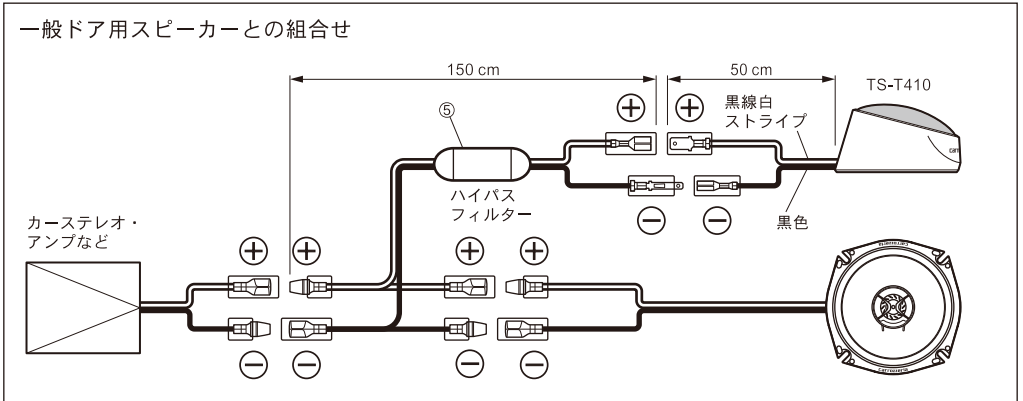 一般ドア用スピーカーとの組合せ
150 cm
50 cm
TS-T410
⑤
⊕
⊕
黒線白
ストライプ
ハイパス
フィルター
⊖
⊖
黒色
カーステレオ・
アンプなど
⊕
⊕
⊕
⊕
⊖
⊖
⊖
⊖